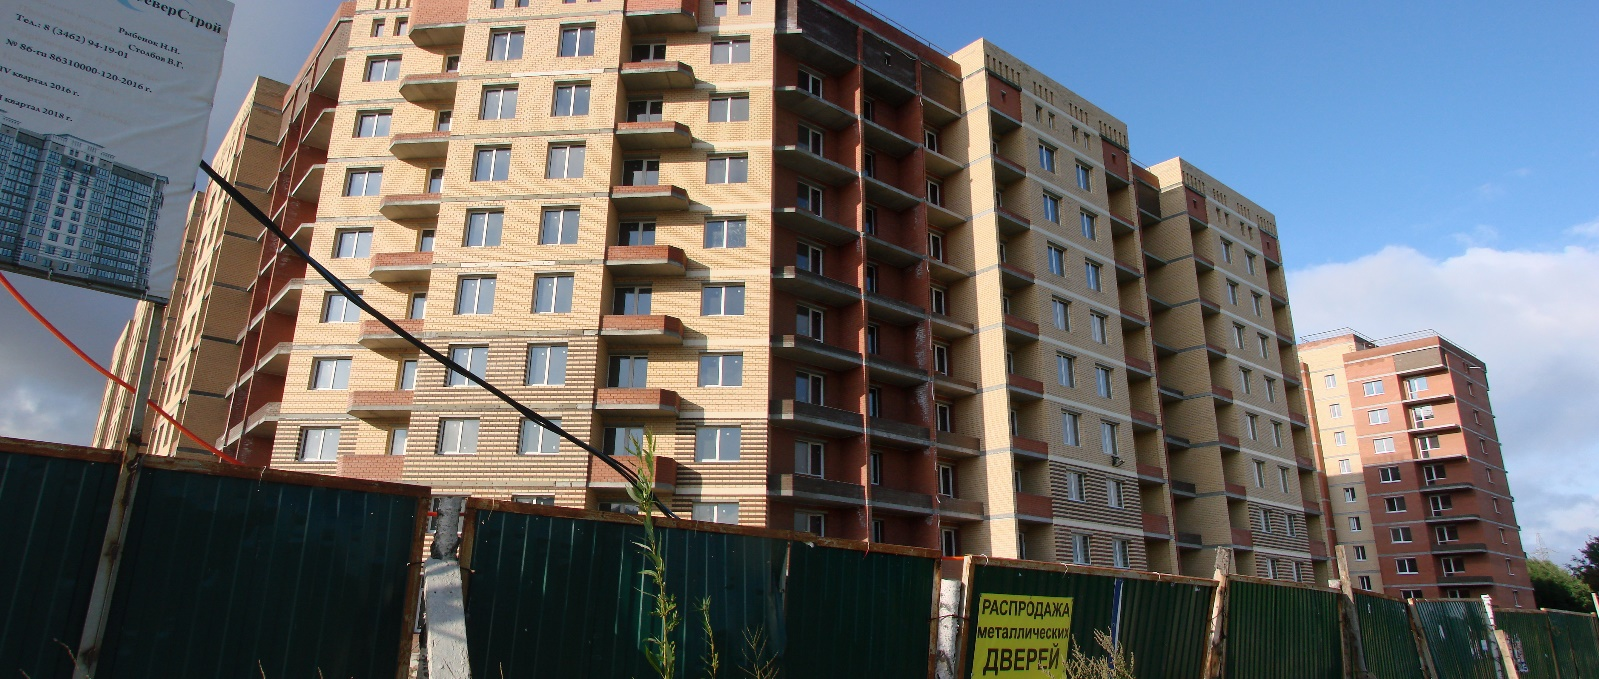 СеверСтрой
Тел.: 8 (3462) 94-19-01
Рыбенок Н.Н.
Столбов В.Г.
№ 86-ru 86310000-120-2016 г.
IV квартал 2016 г.
квартал 2018 г.
РАСПРОДАЖА
металлических
ДВЕРЕЙ